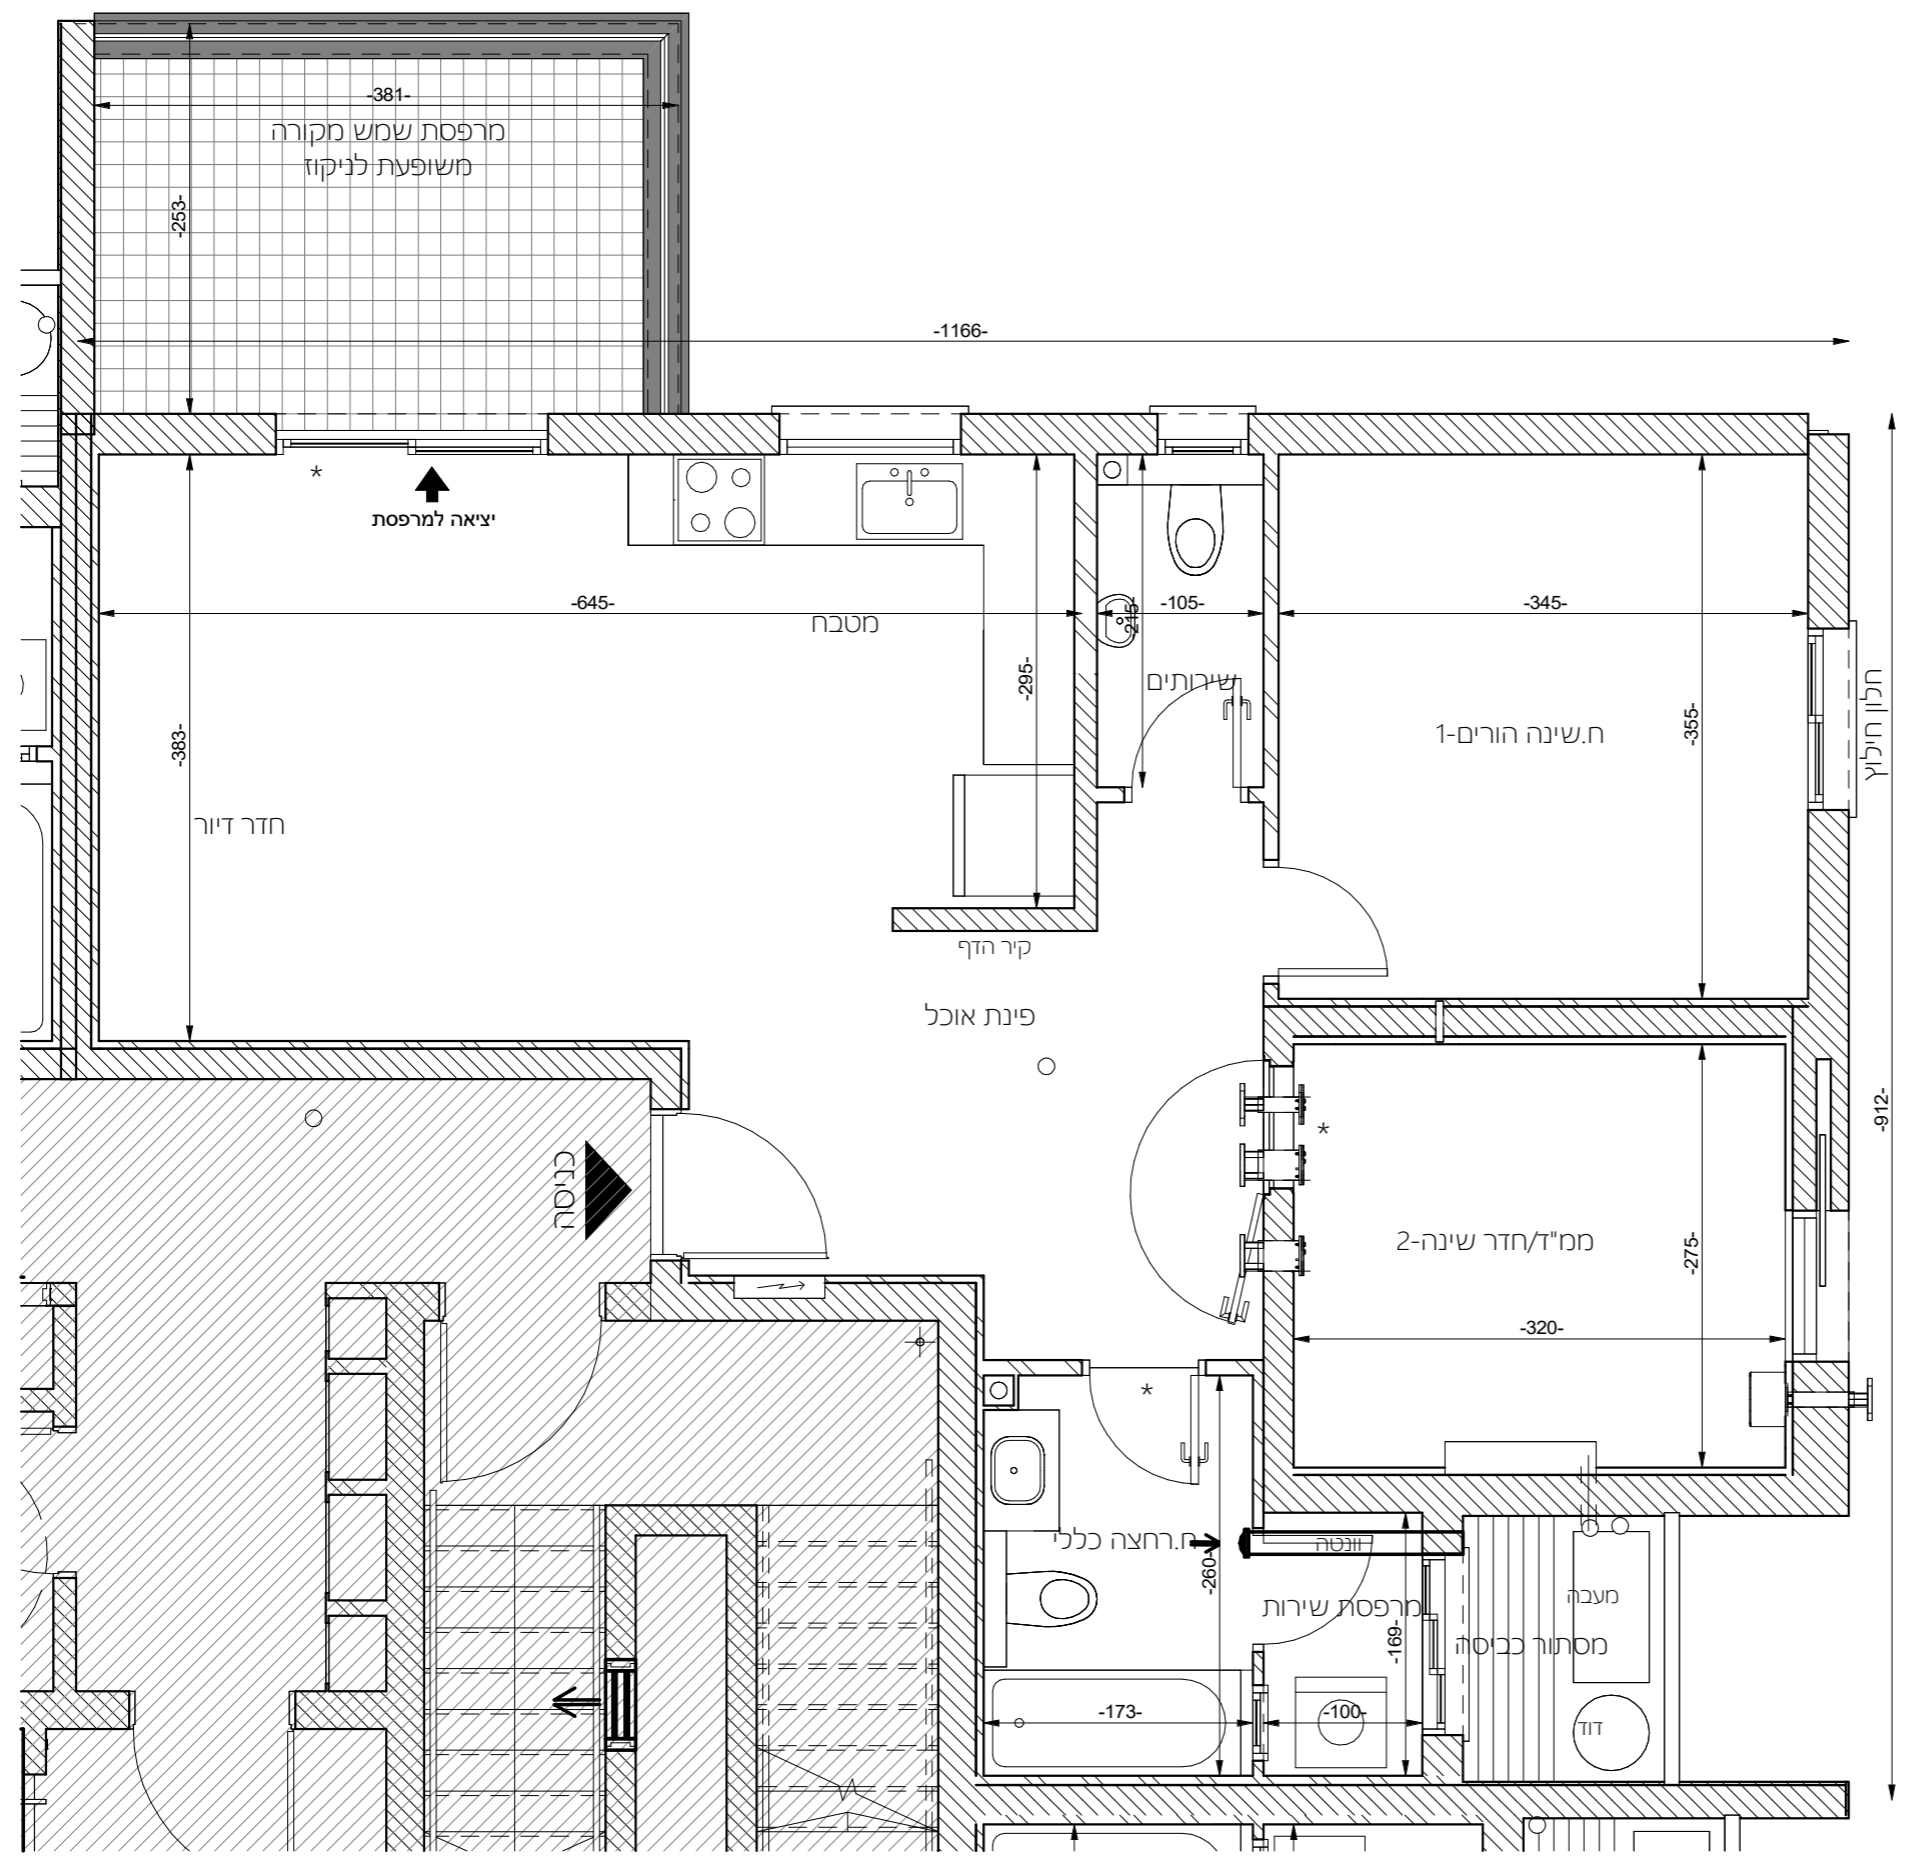 -381-
מרפסת שמש מקורה
משופעת לניקוז
-253-
-1166-
*
יציאה למרפסת
-645-
מטבח
-295-
-383-
חדר דיור
-215-
-105-
שירותים
-345-
-355-
ח.שינה הורים-1
חלון חילוץ
קיר הדף
פינת אוכל
כניסה
*
ממ"ד/חדר שינה-2
-275-
-320-
-912-
*
ח.רחצה כללי
-260-
וונטה
מרפסת שירות
-169-
מעבה
מסתור כביסה
-173-
-100-
דוד